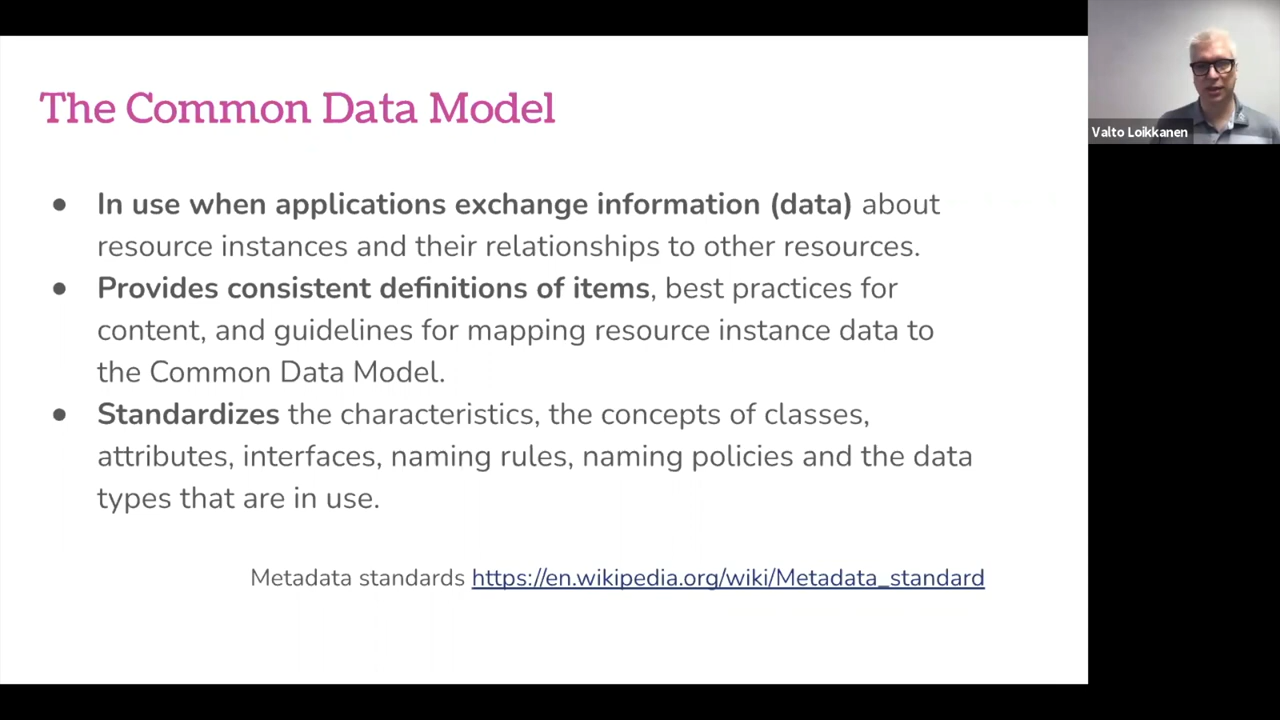 The Common Data Model
● In use when applications exchange information (data) about
resource instances and their relationships to other resources.
● Provides consistent definitions of items, best practices for
content, and guidelines for mapping resource instance data to
the Common Data Model.
● Standardizes the characteristics, the concepts of classes,
attributes, interfaces, naming rules, naming policies and the data
types that are in use.
Metadata standards https://en.wikipedia.org/wiki/Metadata_standard
Valto Loikkanen